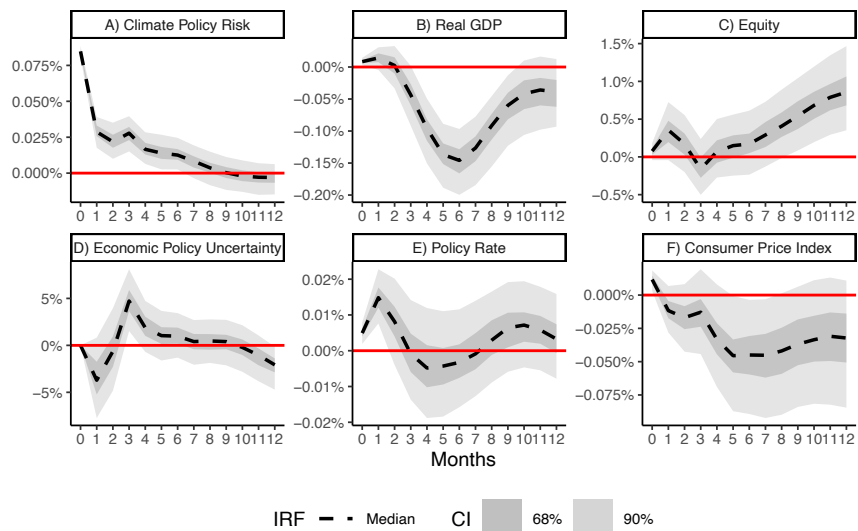 A) Climate Policy Risk
B) Real GDP
C) Equity
0.075%
0.050%
0.025%
0.000%
0 1 2 3 4 5 6 7 8 9 10 11 12
0.00%
−0.05%
−0.10%
−0.15%
−0.20%
0 1 2 3 4 5 6 7 8 9 10 11 12
1.5%
1.0%
0.5%
0.0%
−0.5%
0 1 2 3 4 5 6 7 8 9 10 11 12
D) Economic Policy Uncertainty
E) Policy Rate
F) Consumer Price Index
5%
0%
−5%
0 1 2 3 4 5 6 7 8 9 10 11 12
0.02%
0.01%
0.00%
−0.01%
−0.02%
0 1 2 3 4 5 6 7 8 9 10 11 12
0.000%
−0.025%
−0.050%
−0.075%
0 1 2 3 4 5 6 7 8 9 10 11 12
Months
IRF Median CI 68% 90%